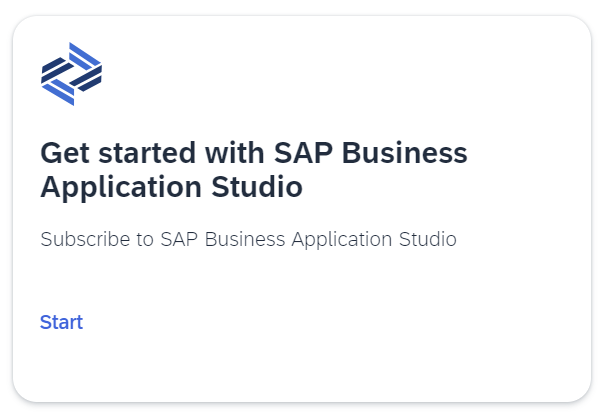 Get started with SAP Business
Application Studio
Subscribe to SAP Business Application Studio
Start